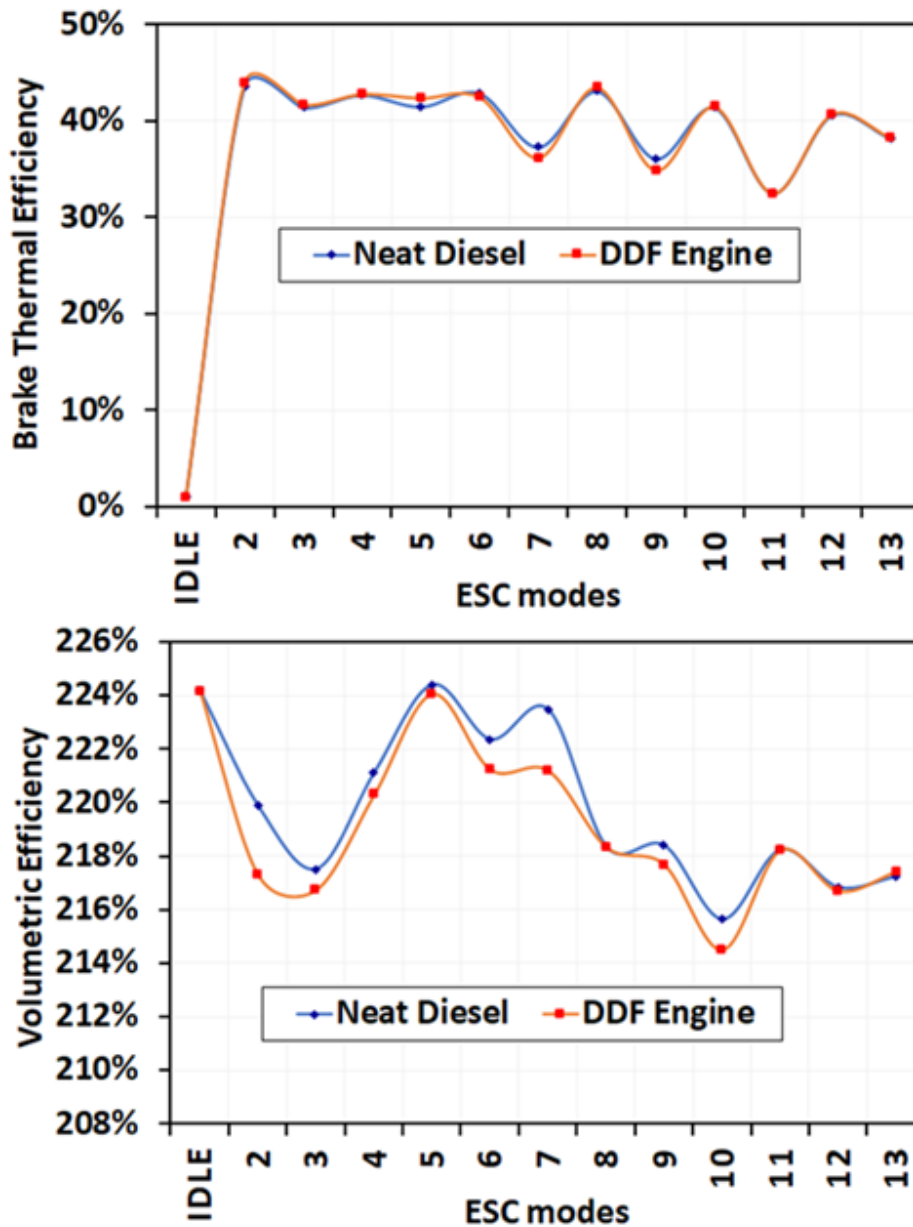 50%
40%
30%
20%
10%
0%
Brake Thermal Efficiency
Neat Diesel DDF Engine
IDLE 2 3 4 5 6 7 8 9 10 11 12 13
ESC modes
226%
224%
222%
220%
218%
216%
214%
212%
210%
208%
Volumetric Efficiency
Neat Diesel DDF Engine
IDLE 2 3 4 5 6 7 8 9 10 11 12 13
ESC modes